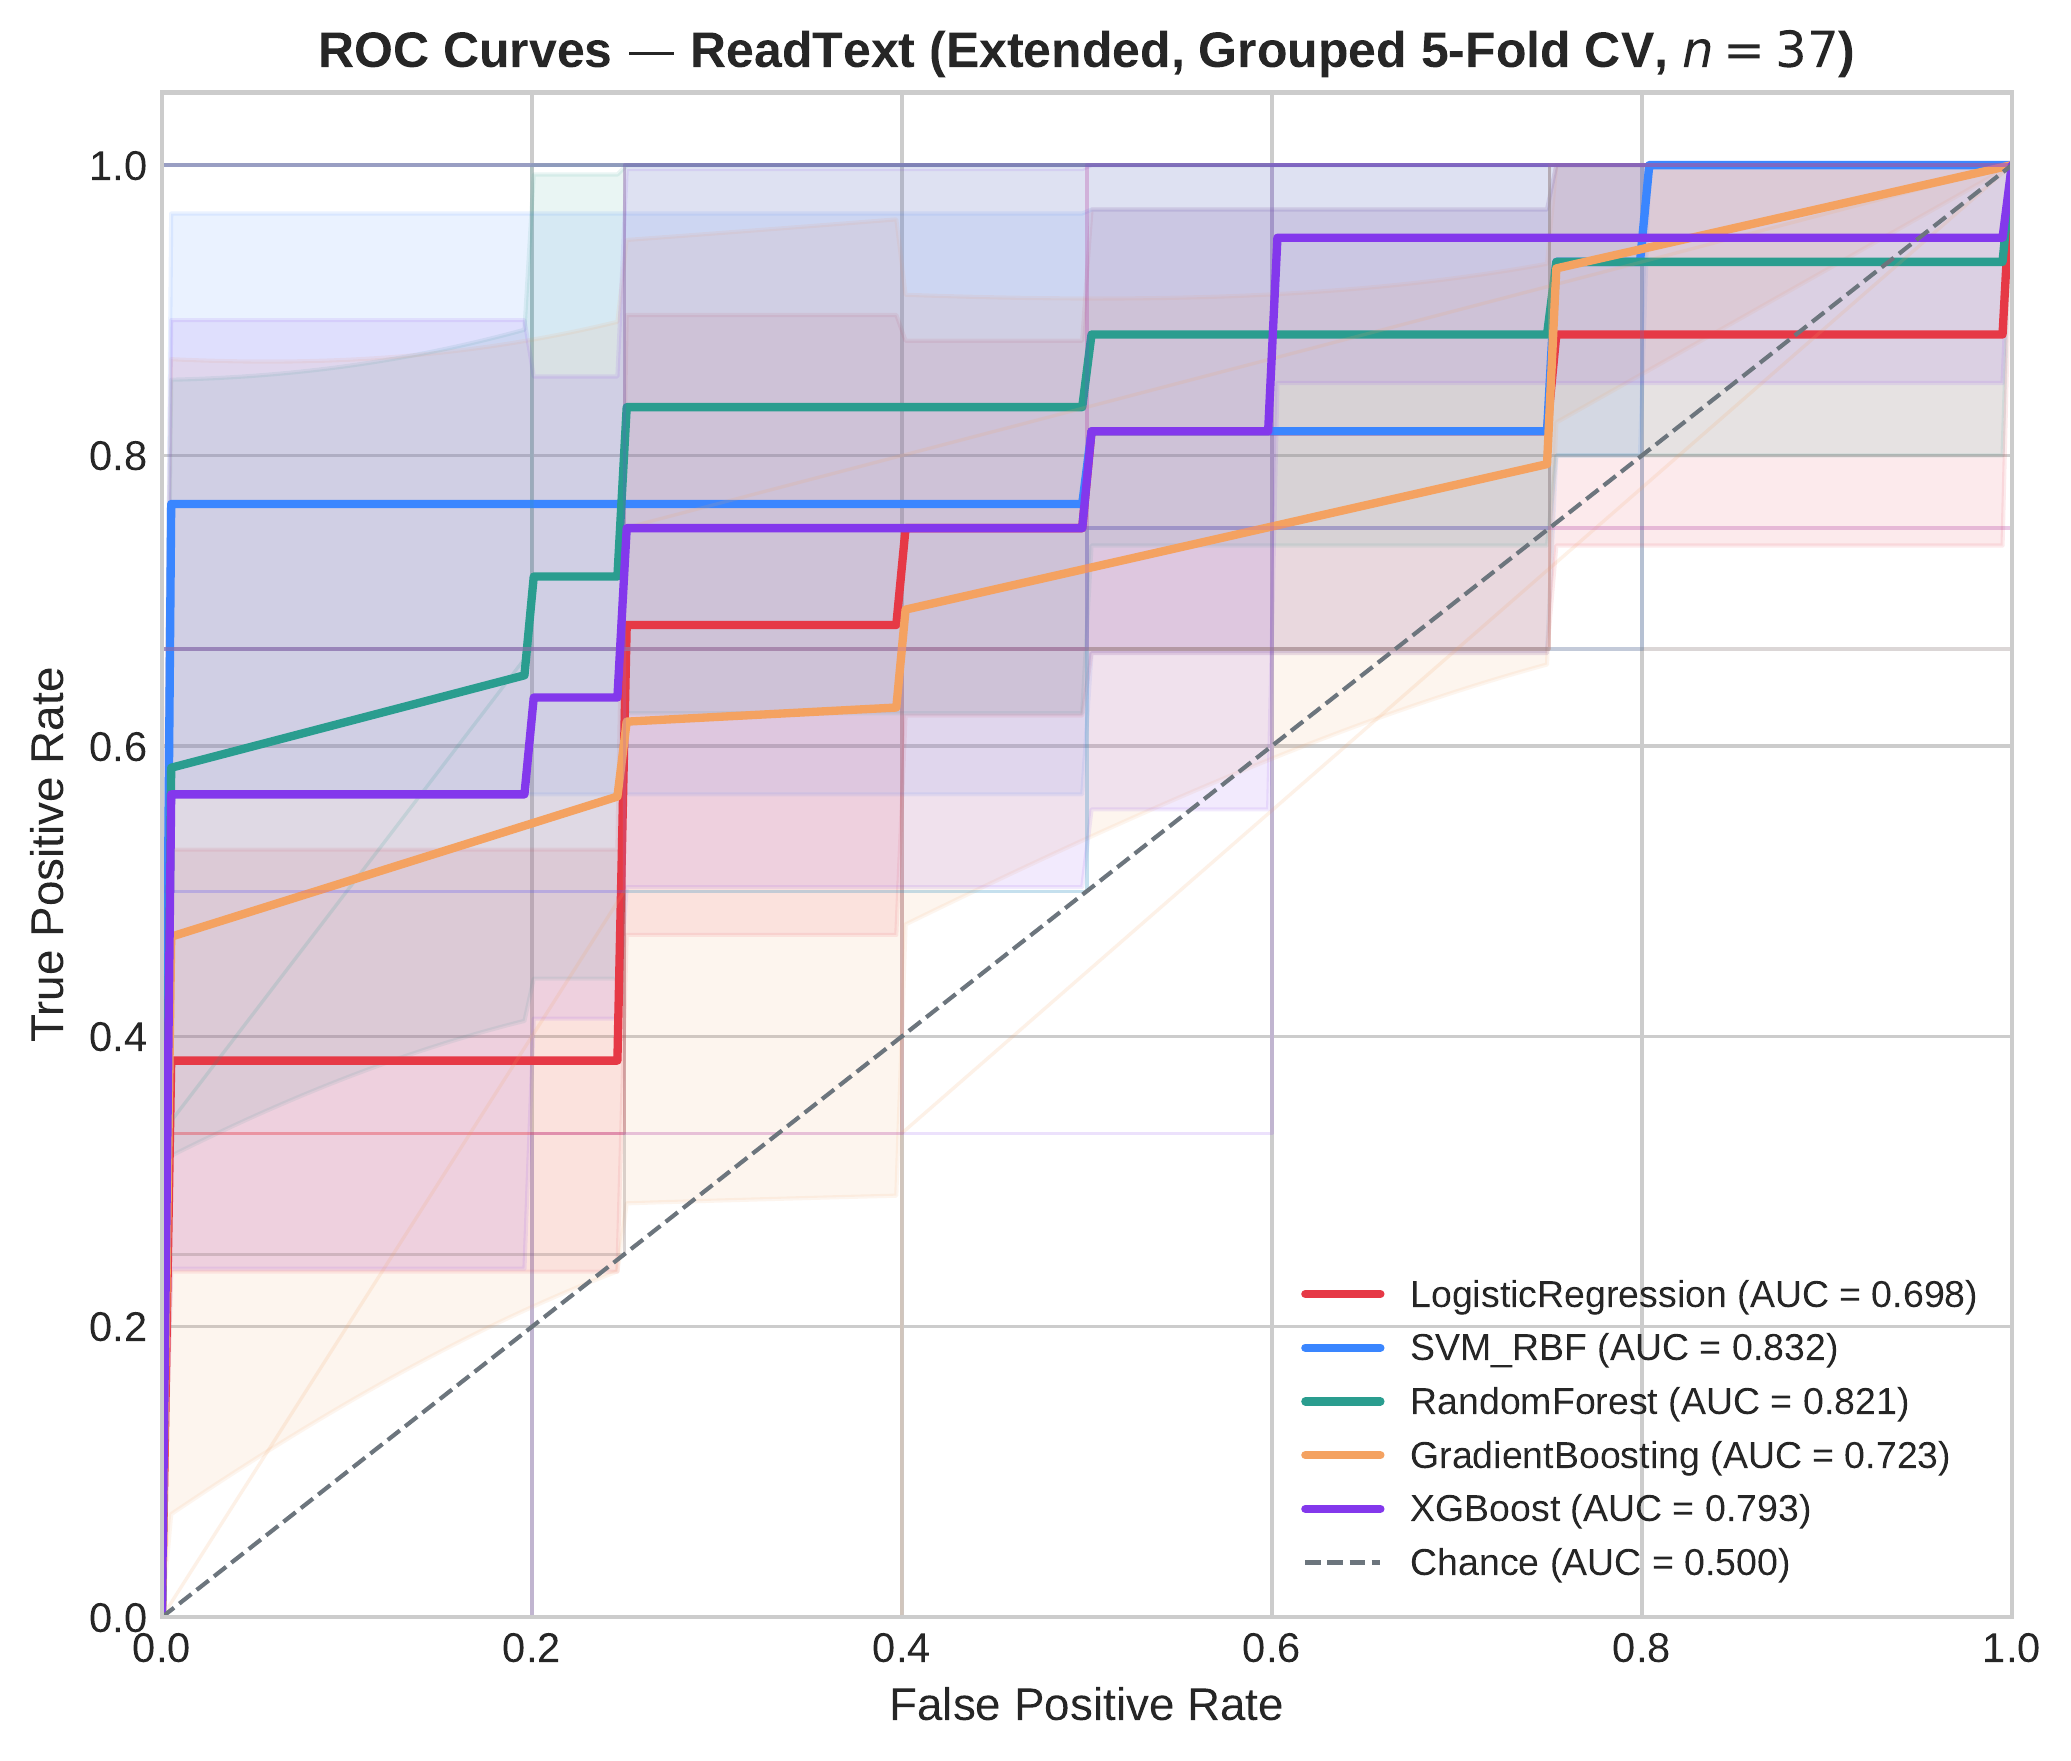 ROC Curves — ReadText (Extended, Grouped 5-Fold CV, n = 37)
1.0
0.8
0.6
0.4
0.2
0.0
True Positive Rate
LogisticRegression (AUC = 0.698)
SVM_RBF (AUC = 0.832)
RandomForest (AUC = 0.821)
GradientBoosting (AUC = 0.723)
XGBoost (AUC = 0.793)
Chance (AUC = 0.500)
0.0 0.2 0.4 0.6 0.8 1.0
False Positive Rate